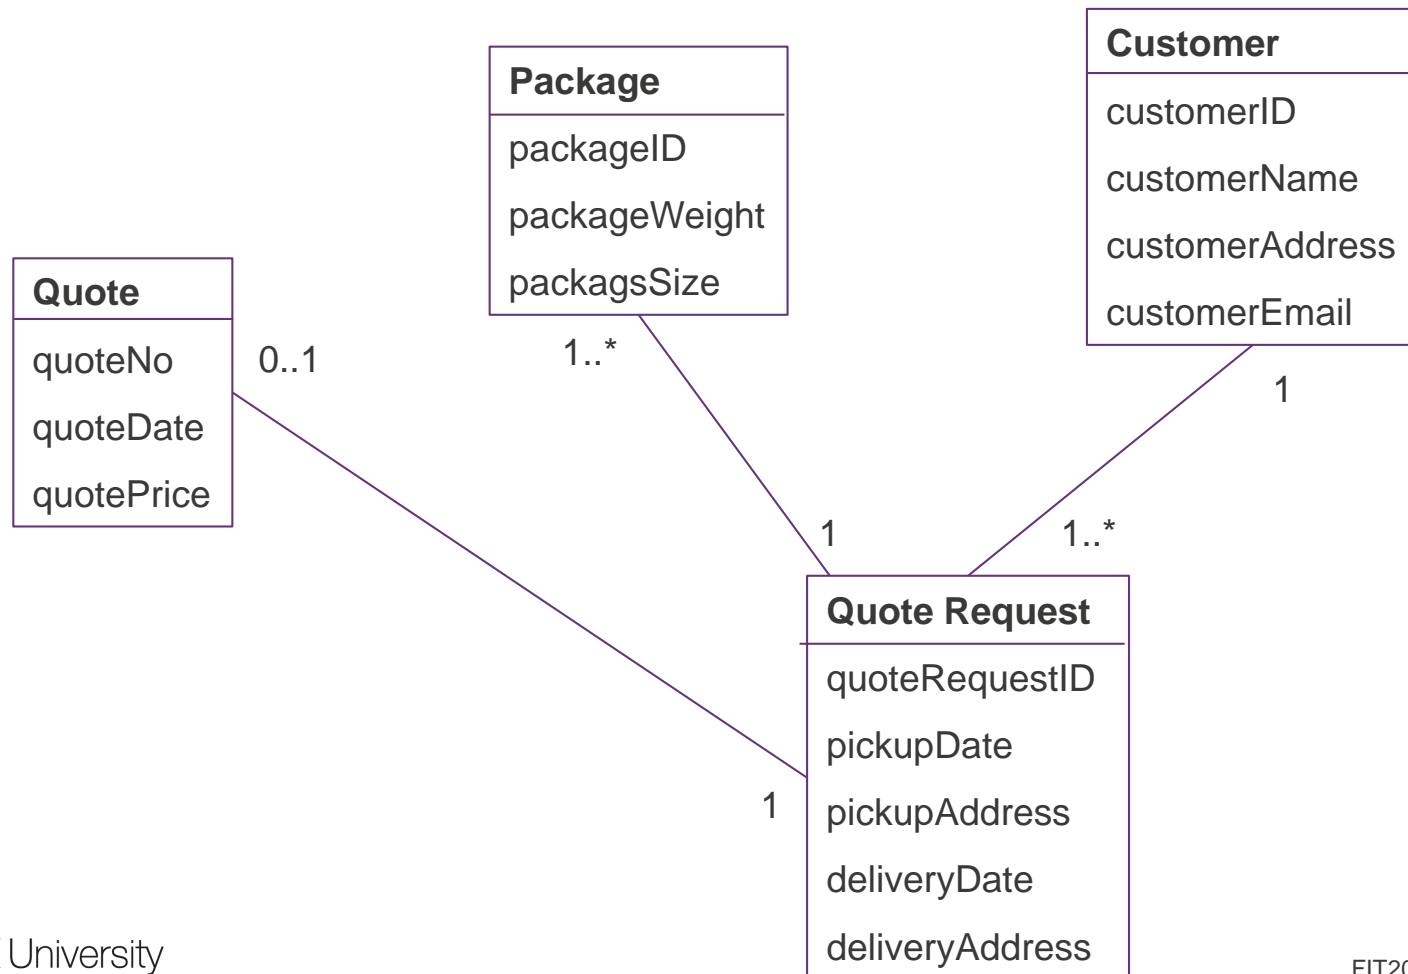 Customer
customerID
customerName
customerAddress
customerEmail
Package
packageID
packageWeight
packagsSize
Quote
quoteNo
quoteDate
quotePrice
0..1
1..*
1
1
1..*
Quote Request
quoteRequestID
pickupDate
pickupAddress
deliveryDate
deliveryAddress
1
University